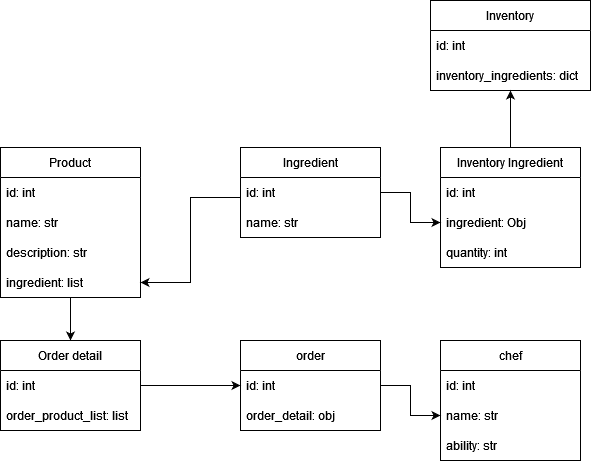 Inventory
id: int
inventory_ingredients: dict
Product
id: int
name: str
description: str
ingredient: list
Ingredient
id: int
name: str
Inventory Ingredient
id: int
ingredient: Obj
quantity: int
Order detail
id: int
order_product_list: list
order
id: int
order_detail: obj
chef
id: int
name: str
ability: str